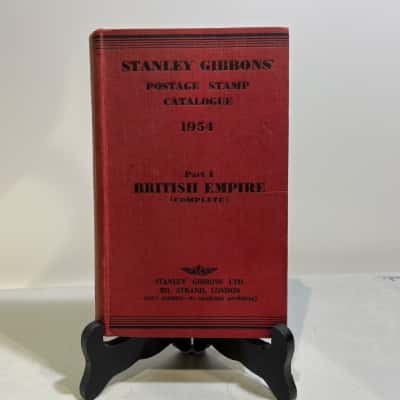 STANLEY GIBBONS'
POSTAGE STAMP
CATALOGUE
1954
Part I
BRITISH EMPIRE
(COMPLETE)
STANLEY GIBBONS LTD.
391, STRAND, LONDON